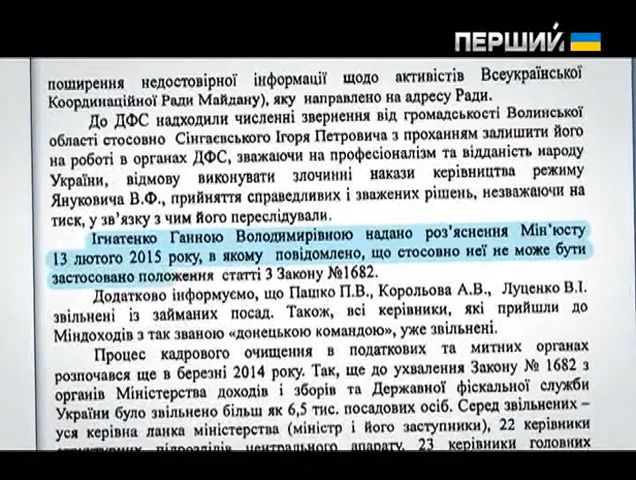 ПЕРШИЙ
поширення недостовірної інформації щодо активістів Всеукраїнської
Координаційної Ради Майдану), яку направлено на адресу Ради.
До ДФС надходили численні звернення від громадськості Волинської
області стосовно Сінгаєвського Ігоря Петровича з проханням залишити його
на роботі в органах ДФС, зважаючи на професіоналізм та відданість народу
України, відмову виконувати злочинні накази керівництва режиму
Януковича В.Ф., прийняття справедливих і зважених рішень, незважаючи на
тиск, у зв'язку з чим його переслідували.
Ігнатенко Ганною Володимирівною надано роз'яснення Мін'юсту
13 лютого 2015 року, в якому повідомлено, що стосовно неї не може бути
застосовано положення статті 3 Закону №1682.
Додатково інформуємо, що Пашко П.В., Корольова А.В., Луценко В.І.
звільнені із займаних посад. Також, всі керівники, які прийшли до
Міндоходів з так званою «донецькою командою», уже звільнені.
Процес кадрового очищення в податкових та митних органах
розпочався ще в березні 2014 року. Так, ще до ухвалення Закону № 1682 з
органів Міністерства доходів і зборів та Державної фіскальної служби
України було звільнено більш як 6,5 тис. посадових осіб. Серед звільнених –
уся керівна ланка міністерства (міністр і його заступники), 22 керівники
структурних підрозділів центрального апарату, 23 керівники головних